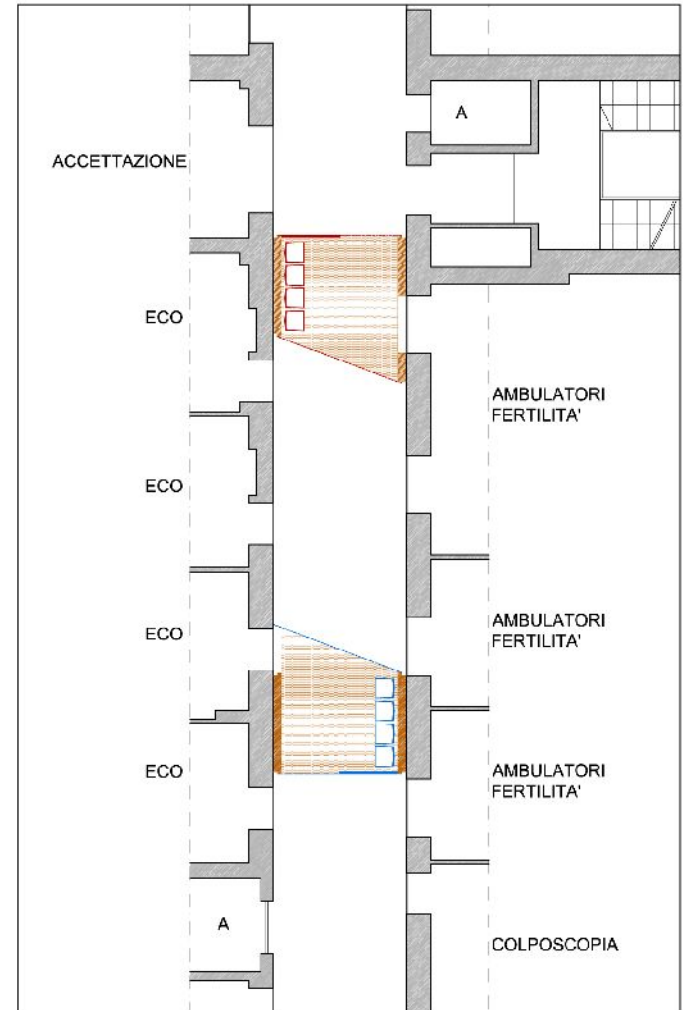 A
ACCETTAZIONE
ECO
AMBULATORI
FERTILITA'
ECO
ECO
AMBULATORI
FERTILITA'
ECO
AMBULATORI
FERTILITA'
A
COLPOSCOPIA